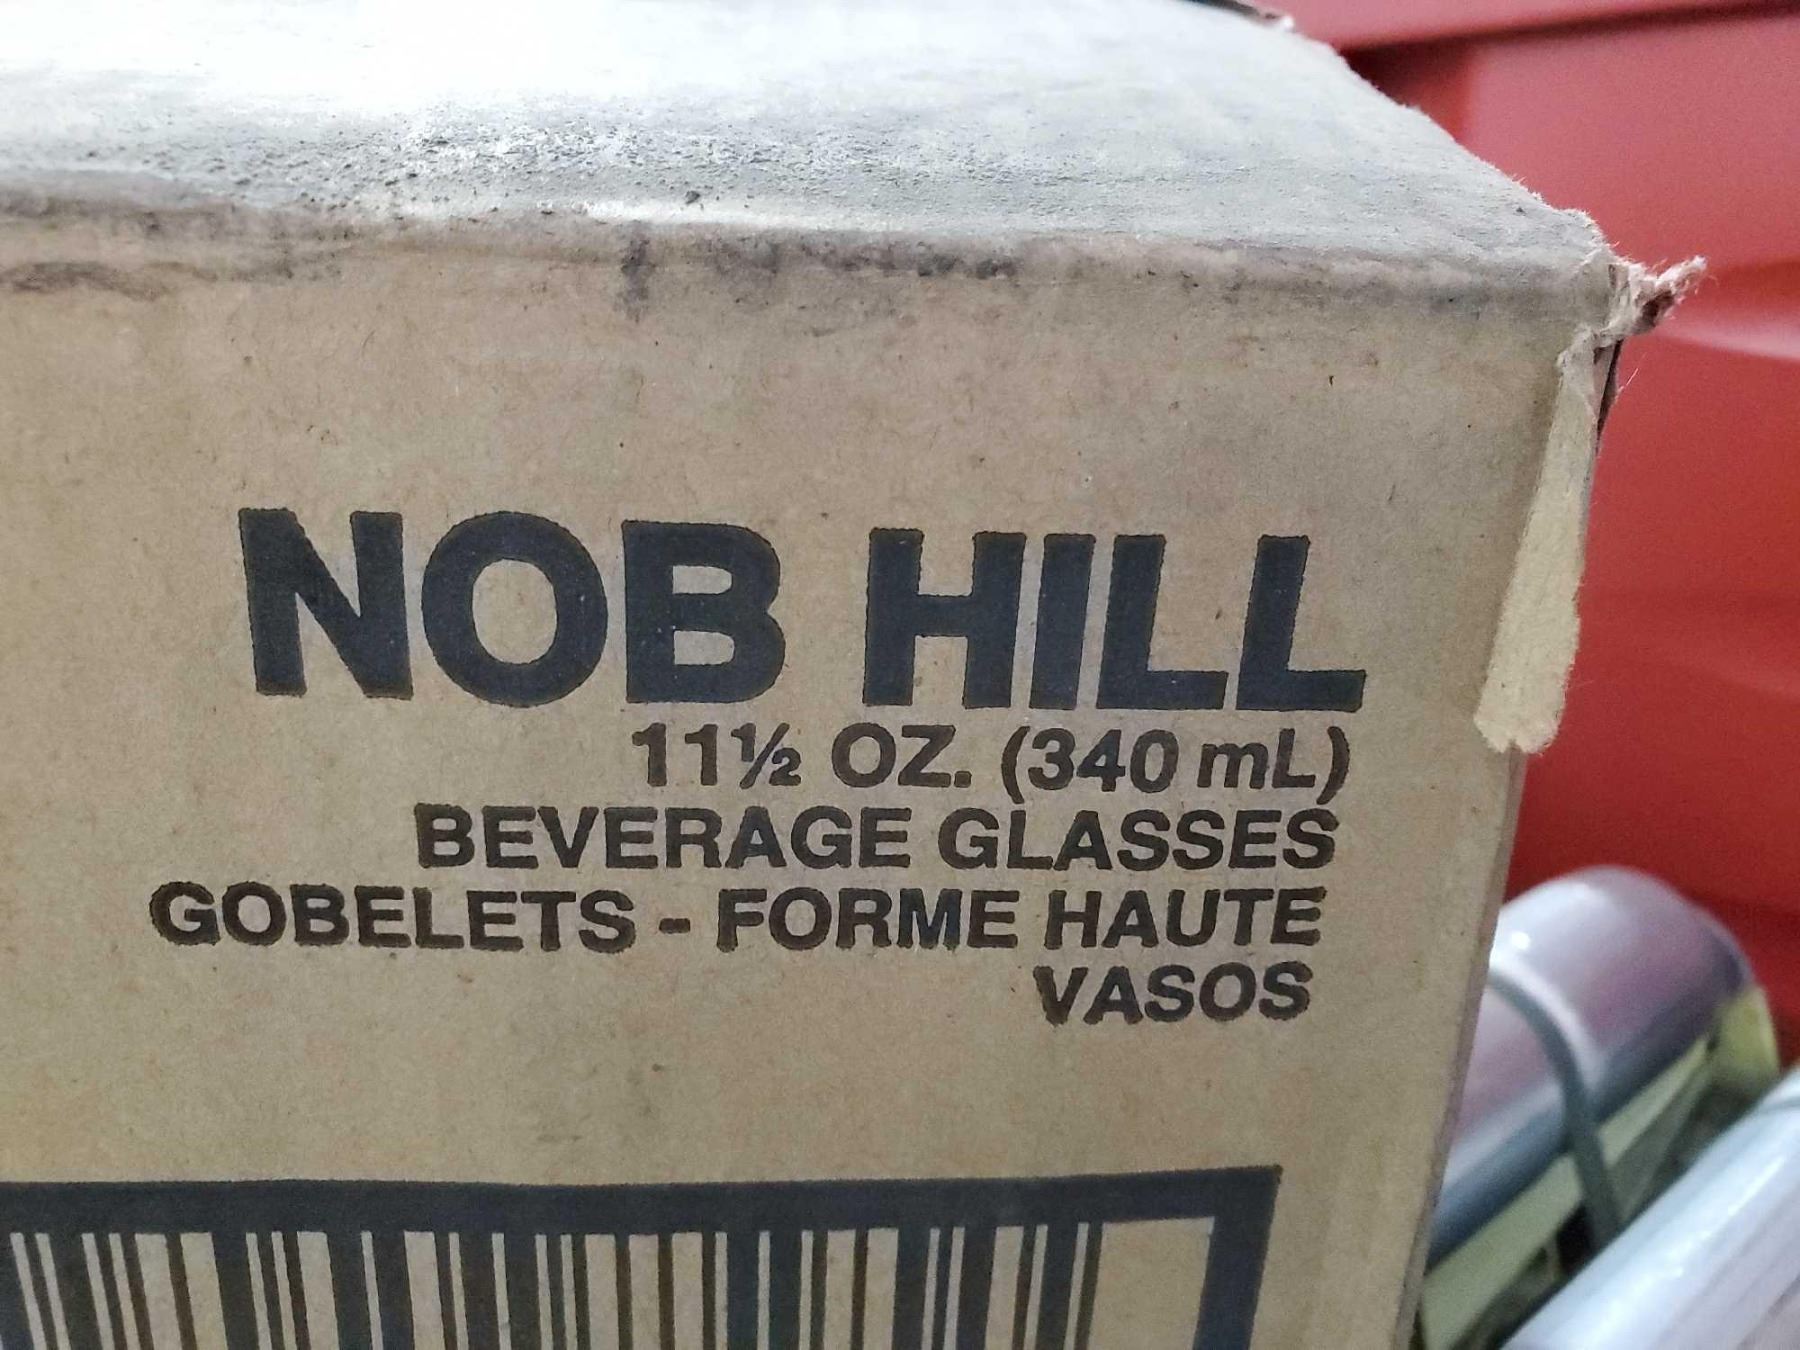 NOB HILL
11½ OZ. (340 mL)
BEVERAGE GLASSES
GOBELETS - FORME HAUTE
VASOS